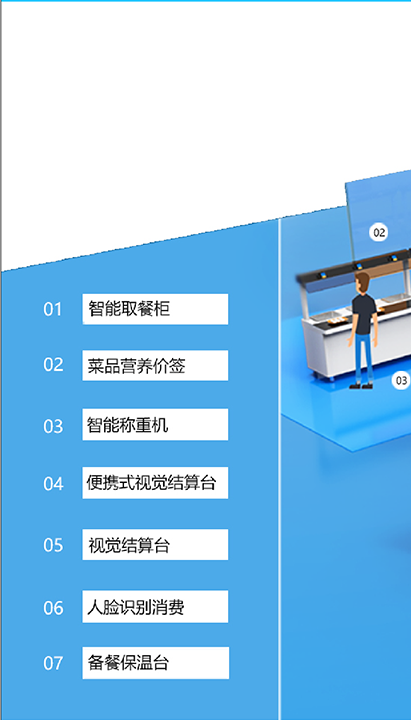 02
03
01 智能取餐柜
02 菜品营养价签
03 智能称重机
04 便携式视觉结算台
05 视觉结算台
06 人脸识别消费
07 备餐保温台